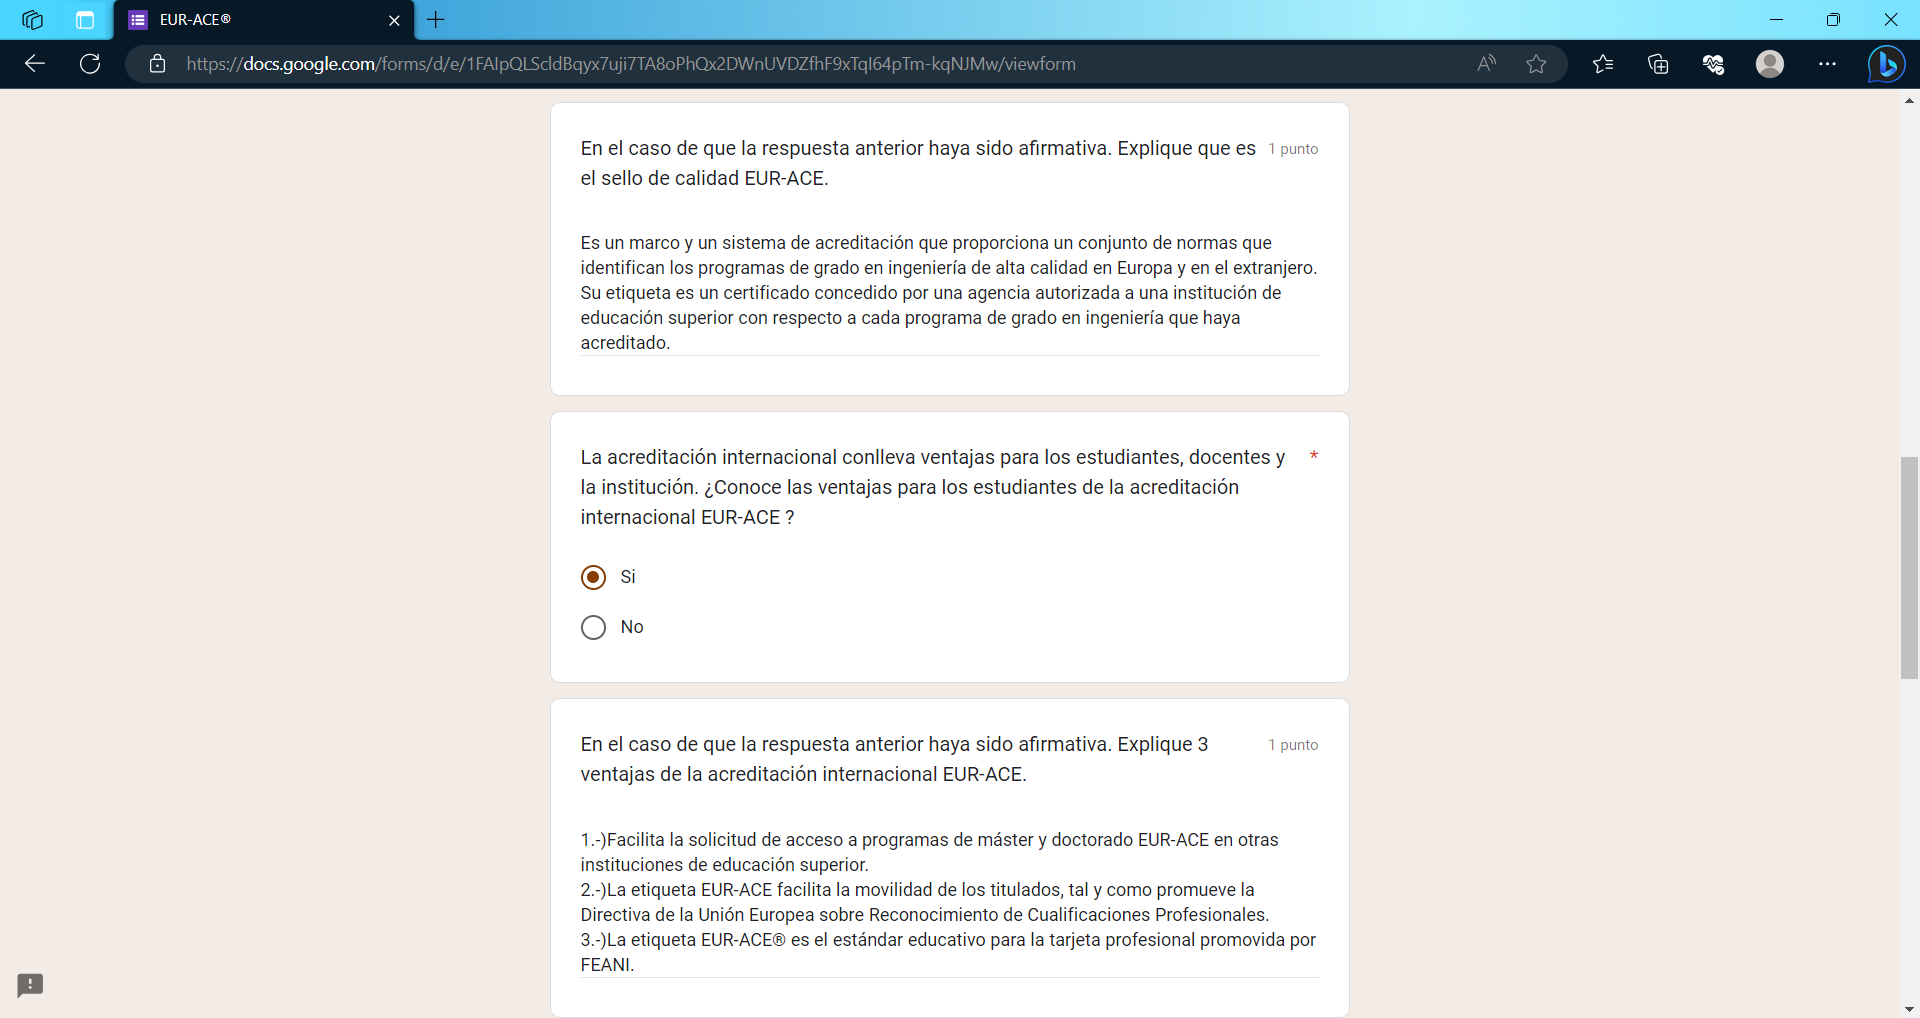 EUR-ACE®
https://docs.google.com/forms/d/e/1FAIpQLScldBqyx7uji7TA8oPhQx2DWnUVDZfhF9xTqI64pTm-kqNJMw/viewform
En el caso de que la respuesta anterior haya sido afirmativa. Explique que es 1 punto
el sello de calidad EUR-ACE.
Es un marco y un sistema de acreditación que proporciona un conjunto de normas que
identifican los programas de grado en ingeniería de alta calidad en Europa y en el extranjero.
Su etiqueta es un certificado concedido por una agencia autorizada a una institución de
educación superior con respecto a cada programa de grado en ingeniería que haya
acreditado.
La acreditación internacional conlleva ventajas para los estudiantes, docentes y *
la institución. ¿Conoce las ventajas para los estudiantes de la acreditación
internacional EUR-ACE ?
Si
No
En el caso de que la respuesta anterior haya sido afirmativa. Explique 3 1 punto
ventajas de la acreditación internacional EUR-ACE.
1.-)Facilita la solicitud de acceso a programas de máster y doctorado EUR-ACE en otras
instituciones de educación superior.
2.-)La etiqueta EUR-ACE facilita la movilidad de los titulados, tal y como promueve la
Directiva de la Unión Europea sobre Reconocimiento de Cualificaciones Profesionales.
3.-)La etiqueta EUR-ACE® es el estándar educativo para la tarjeta profesional promovida por
FEANI.